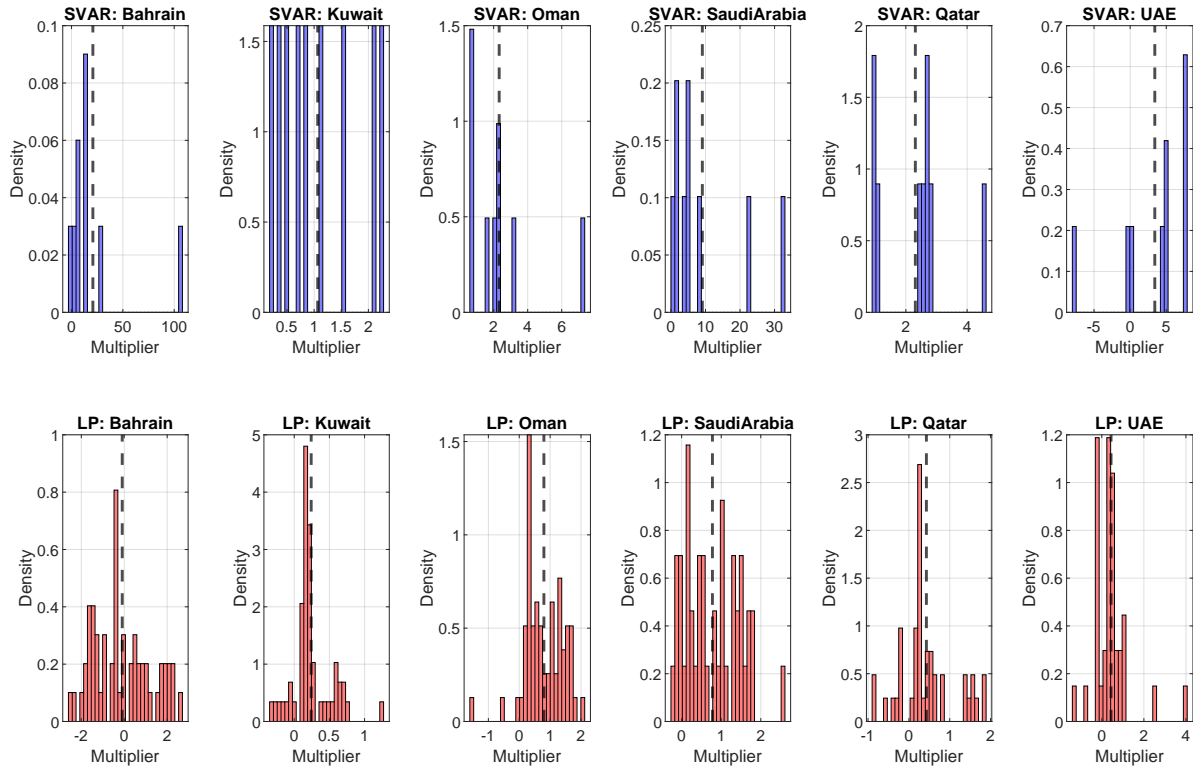 SVAR: Bahrain
SVAR: Kuwait
SVAR: Oman
SVAR: SaudiArabia
SVAR: Qatar
SVAR: UAE
0.1
0.08
0.06
0.04
0.02
0
Density
0 50 100
Multiplier
1.5
1
0.5
0
Density
0.5 1 1.5 2
Multiplier
1.5
1
0.5
0
Density
2 4 6
Multiplier
0.25
0.2
0.15
0.1
0.05
0
Density
0 10 20 30
Multiplier
2
1.5
1
0.5
0
Density
2 4
Multiplier
0.7
0.6
0.5
0.4
0.3
0.2
0.1
0
Density
-5 0 5
Multiplier
LP: Bahrain
LP: Kuwait
LP: Oman
LP: SaudiArabia
LP: Qatar
LP: UAE
1
0.8
0.6
0.4
0.2
0
Density
-2 0 2
Multiplier
5
4
3
2
1
0
Density
0 0.5 1
Multiplier
1.5
1
0.5
0
Density
-1 0 1 2
Multiplier
1.2
1
0.8
0.6
0.4
0.2
0
Density
0 1 2
Multiplier
3
2.5
2
1.5
1
0.5
0
Density
-1 0 1 2
Multiplier
1.2
1
0.8
0.6
0.4
0.2
0
Density
0 2 4
Multiplier